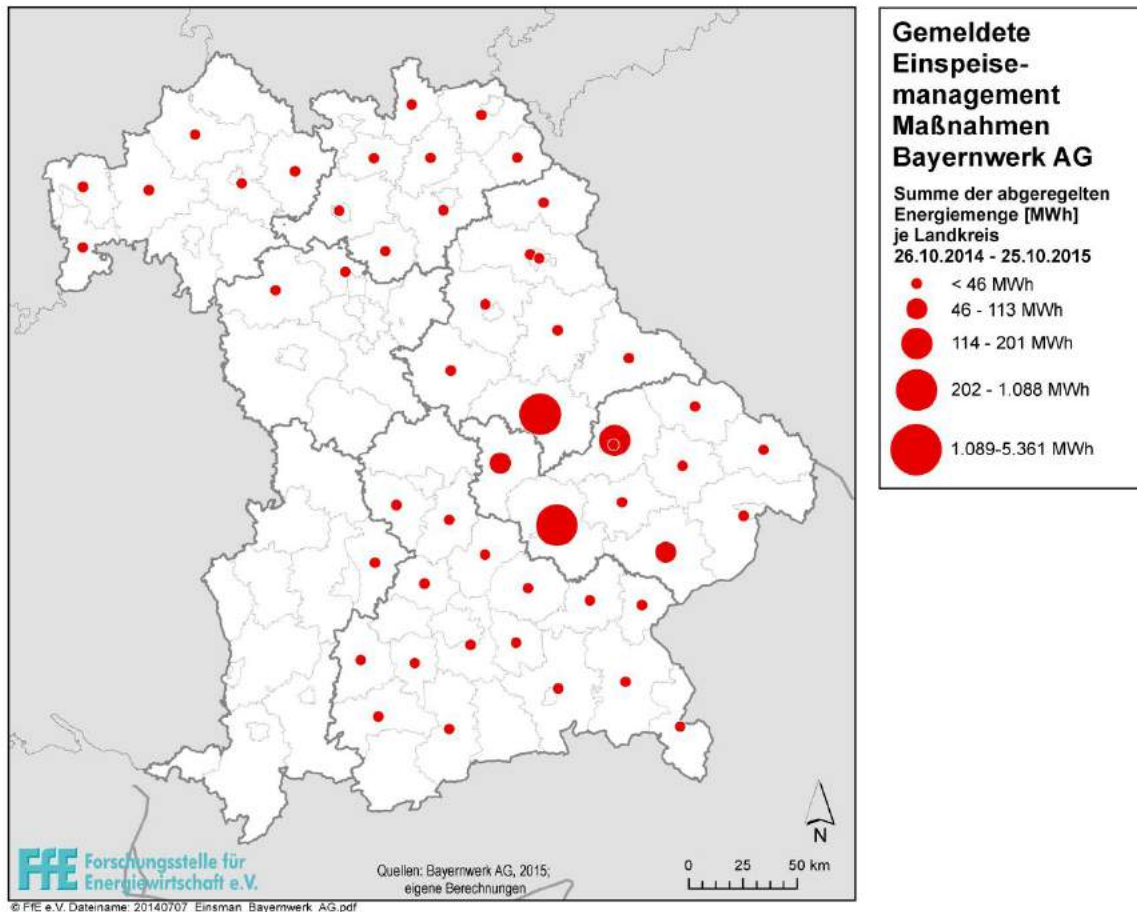 Gemeldete
Einspeise-
management
Maßnahmen
Bayernwerk AG
Summe der abgeregelten
Energiemenge [MWh]
je Landkreis
26.10.2014 - 25.10.2015
< 46 MWh
46 - 113 MWh
114 - 201 MWh
202 - 1.088 MWh
1.089-5.361 MWh
N
FfE Forschungsstelle für
Energiewirtschaft e.V.
Quellen: Bayernwerk AG, 2015;
eigene Berechnungen
0 25 50 km
© FfE e.V. Dateiname: 20140707_Einsman_Bayernwerk_AG.pdf